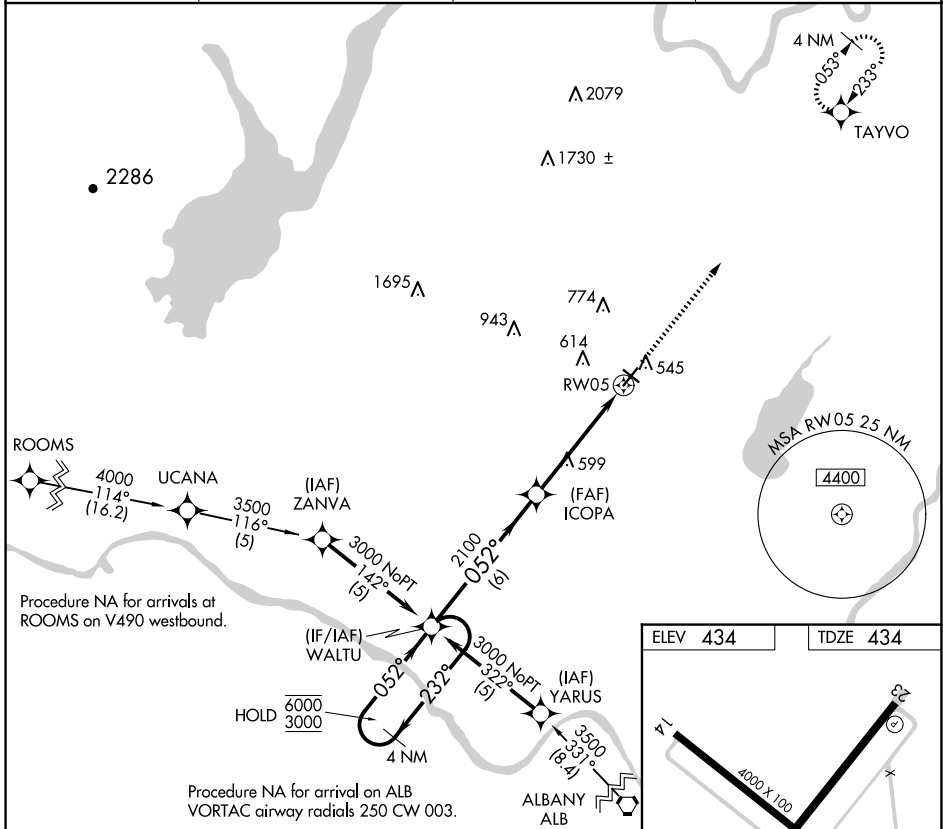 4 NM
053°
233°
TAYVO
2079
1730 ±
2286
1695
943
774
614
545
RW05
MSA RW05 25 NM
4400
ROOMS
4000
114°
(16.2)
UCANA
3500
116°
(5)
(IAF)
ZANVA
3000 NoPT
142°
(5)
599
(FAF)
ICOPA
2100
052°
(6)
Procedure NA for arrivals at
ROOMS on V490 westbound.
(IF/IAF)
WALTU
3000 NoPT
322°
(5)
(IAF)
YARUS
052°
232°
HOLD
6000
3000
4 NM
3500
331°
(8.4)
ALBANY
ALB
Procedure NA for arrival on ALB
VORTAC airway radials 250 CW 003.
ELEV 434
TDZE 434
14
23
P
4000 X 100
X